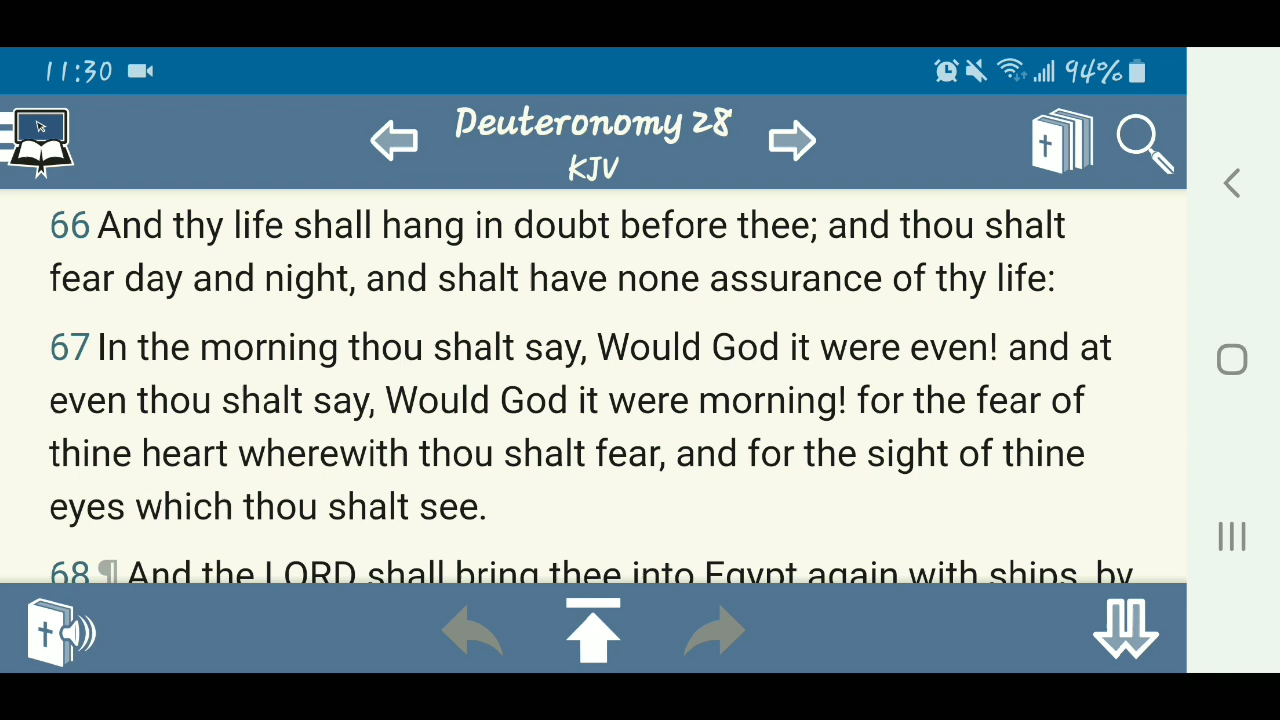 11:30 94%
Deuteronomy 28
KJV
66 And thy life shall hang in doubt before thee; and thou shalt
fear day and night, and shalt have none assurance of thy life:
67 In the morning thou shalt say, Would God it were even! and at
even thou shalt say, Would God it were morning! for the fear of
thine heart wherewith thou shalt fear, and for the sight of thine
eyes which thou shalt see.
68 ¶ And the LORD shall bring thee into Egypt again with ships, by